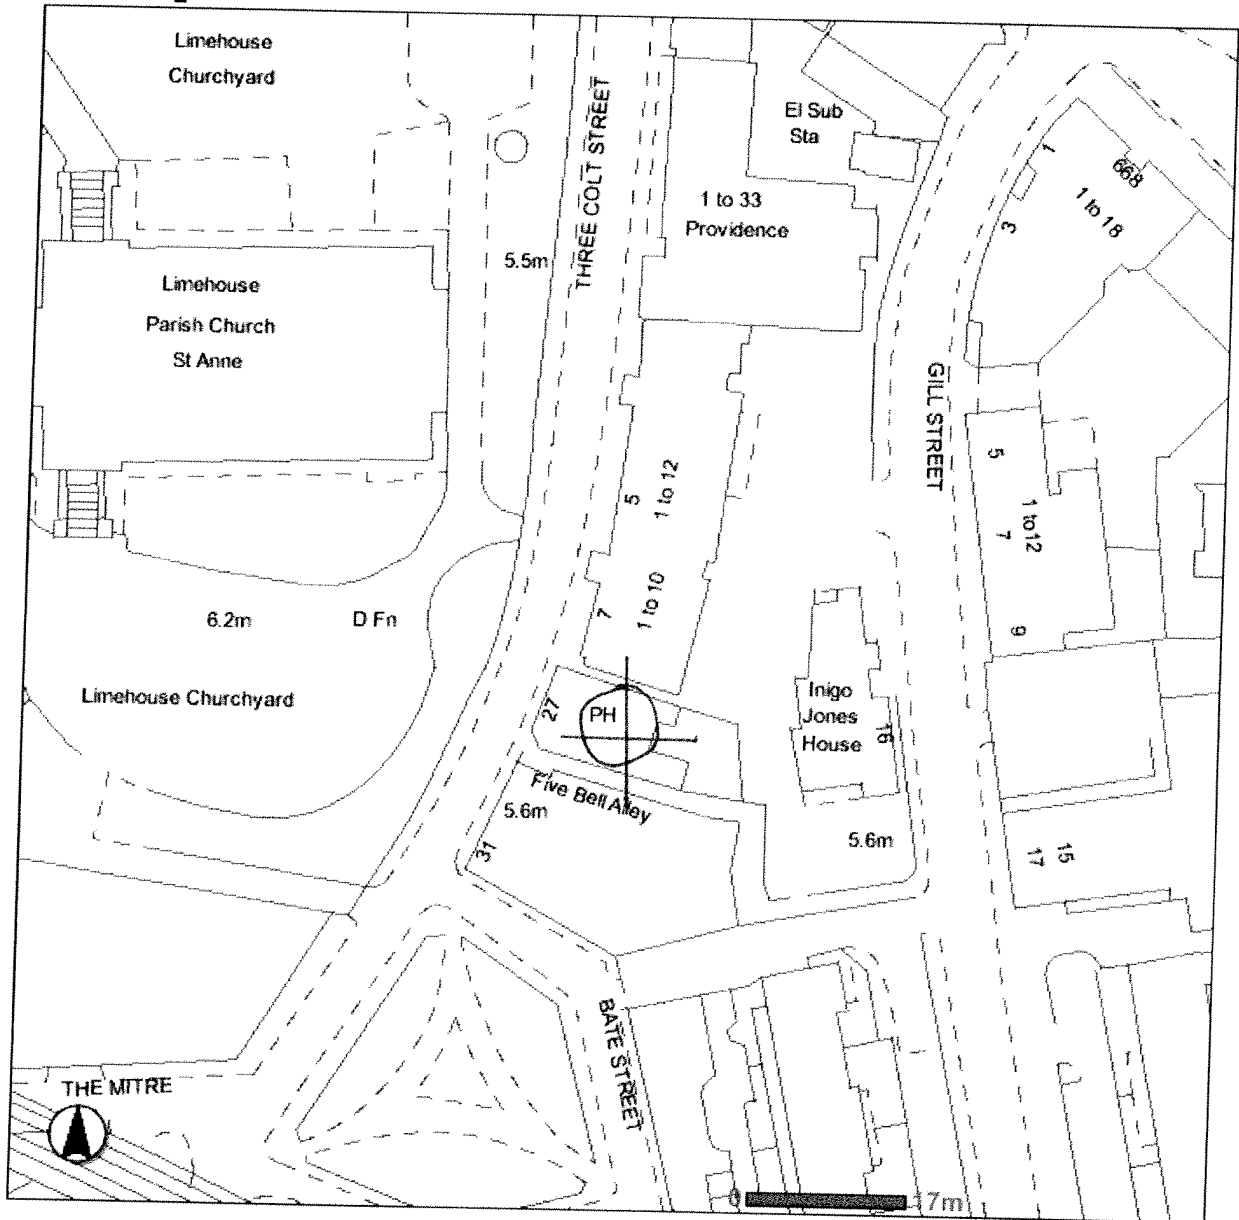 Limehouse
Churchyard
THREE COLT STREET
El Sub
Sta
1
668
1 to 18
3
1 to 33
Providence
5.5m
Limehouse
Parish Church
St Anne
GILL STREET
5
1 to 12
5
7
1 to 12
9
7
1 to 10
6.2m
D Fn
Limehouse Churchyard
27
PH
Inigo
Jones
House
16
Five Bell Alley
5.6m
5.6m
31
15
17
BATE STREET
THE MITRE
0
17m